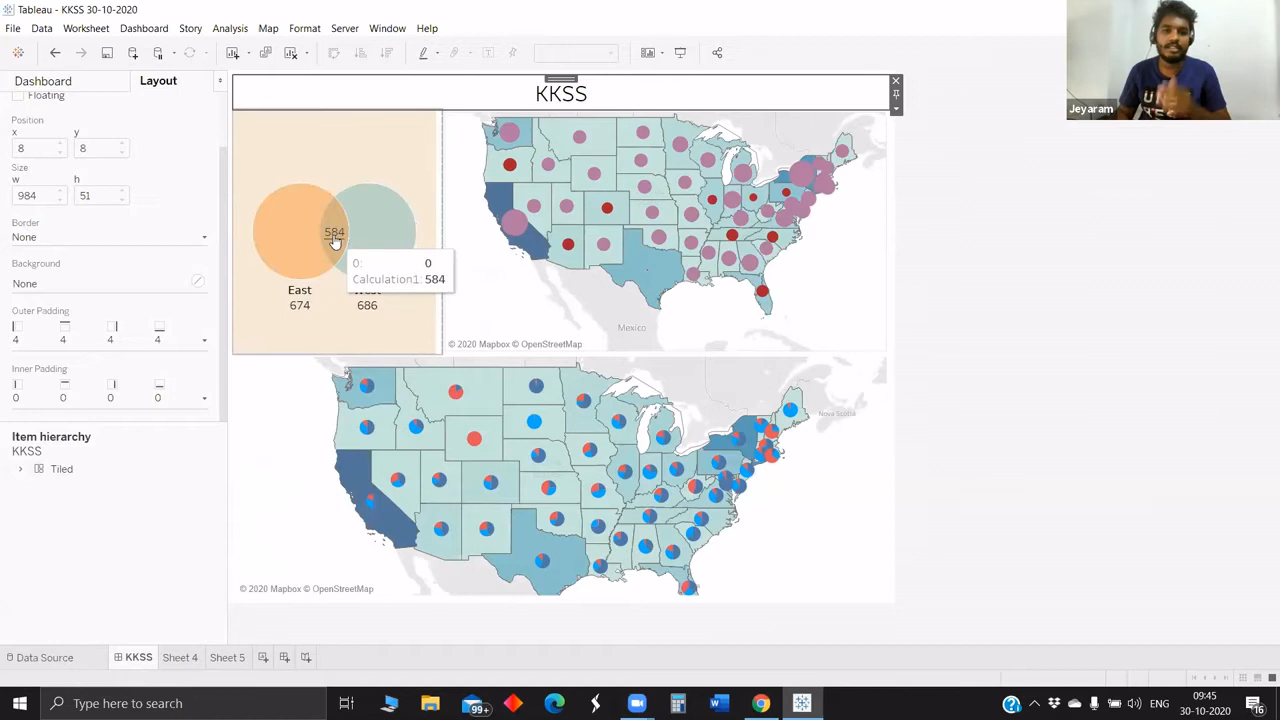 Tableau - KKSS 30-10-2020
File Data Worksheet Dashboard Story Analysis Map Format Server Window Help
Dashboard Layout
Floating
Position
x y
8 8
Size
w h
984 51
Border
None
Background
None
Outer Padding
4 4 4 4
Inner Padding
0 0 0 0
Item hierarchy
KKSS
Tiled
KKSS
584
0: 0
Calculation1: 584
East
674
West
686
Mexico
© 2020 Mapbox © OpenStreetMap
Nova Scotia
© 2020 Mapbox © OpenStreetMap
Jeyaram
Data Source KKSS Sheet 4 Sheet 5
Type here to search
99+
09:45
30-10-2020
16